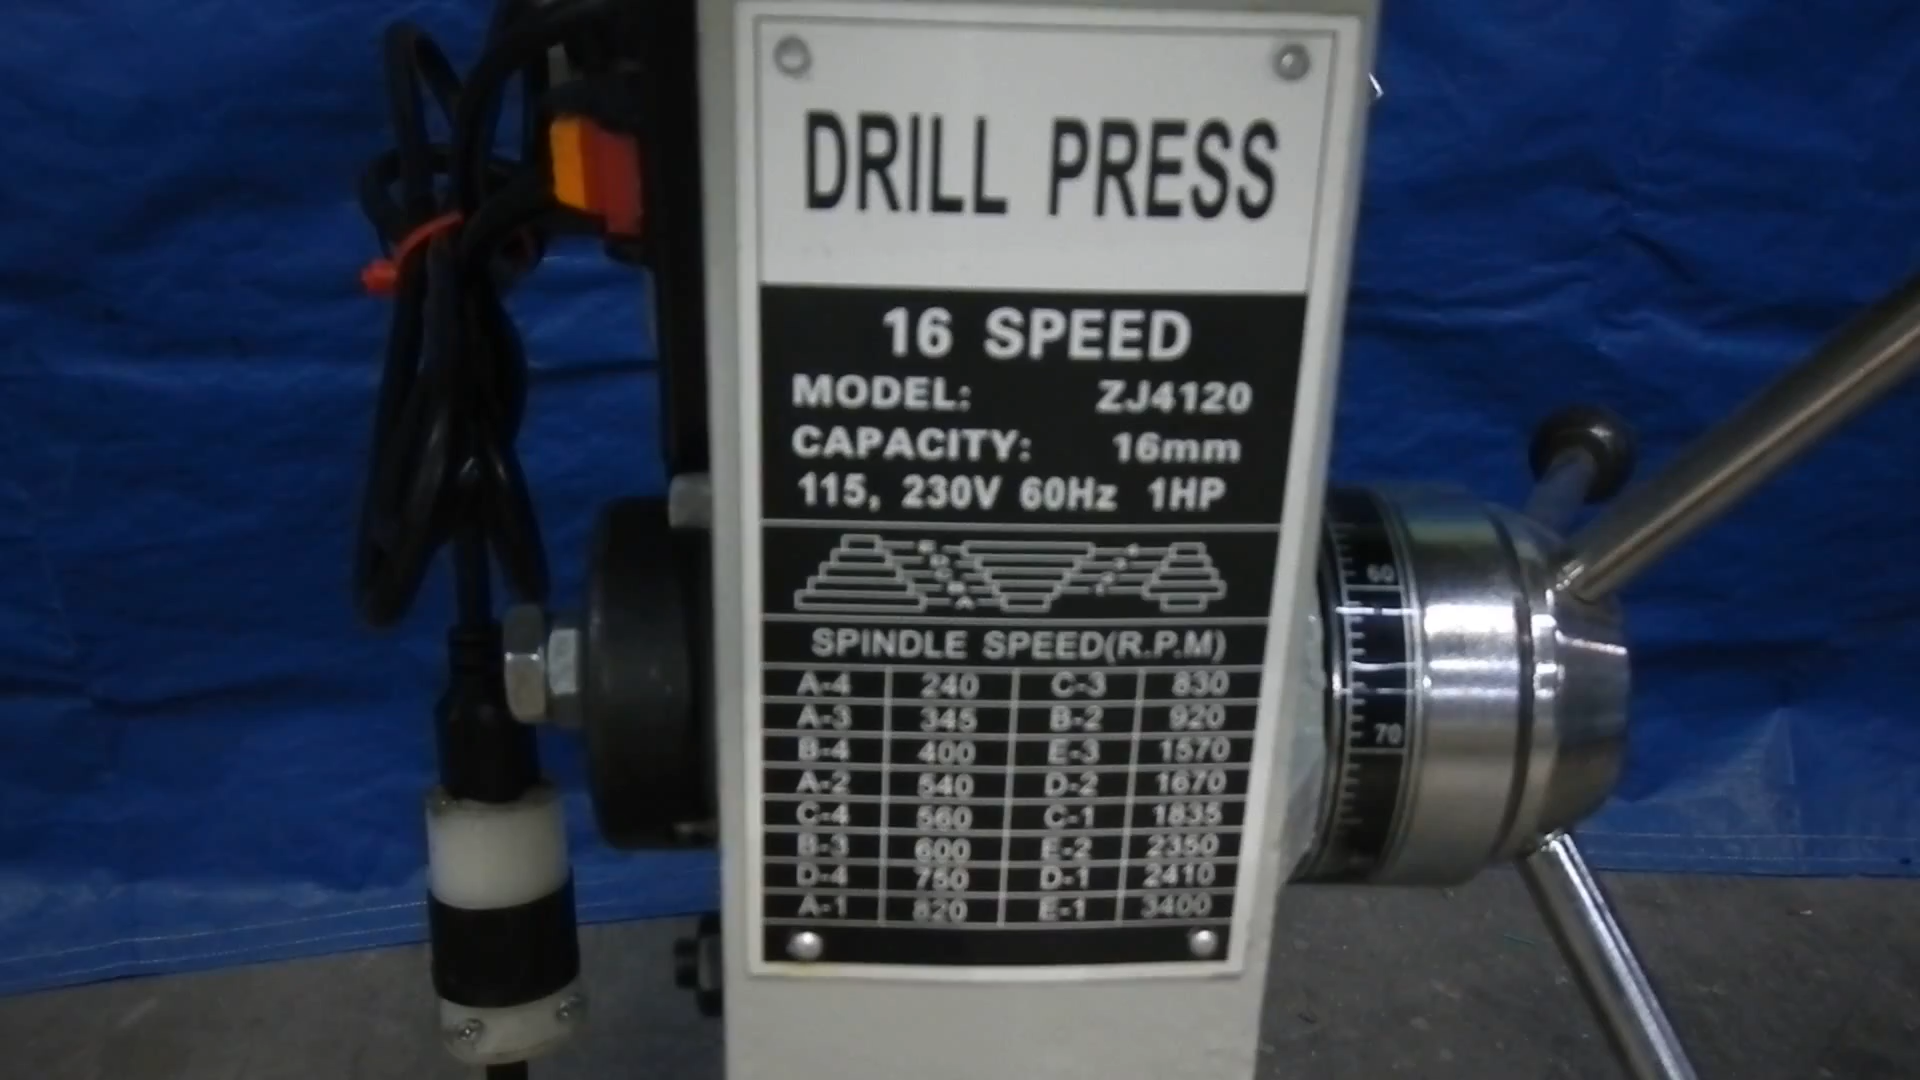 DRILL PRESS
16 SPEED
MODEL: ZJ4120
CAPACITY: 16mm
115, 230V 60Hz 1HP
SPINDLE SPEED(R.P.M)
A-4 240 C-3 830
A-3 345 B-2 920
B-4 400 E-3 1570
A-2 540 D-2 1670
C-4 560 C-1 1835
B-3 600 E-2 2350
D-4 750 D-1 2410
A-1 820 E-1 3400
60
70